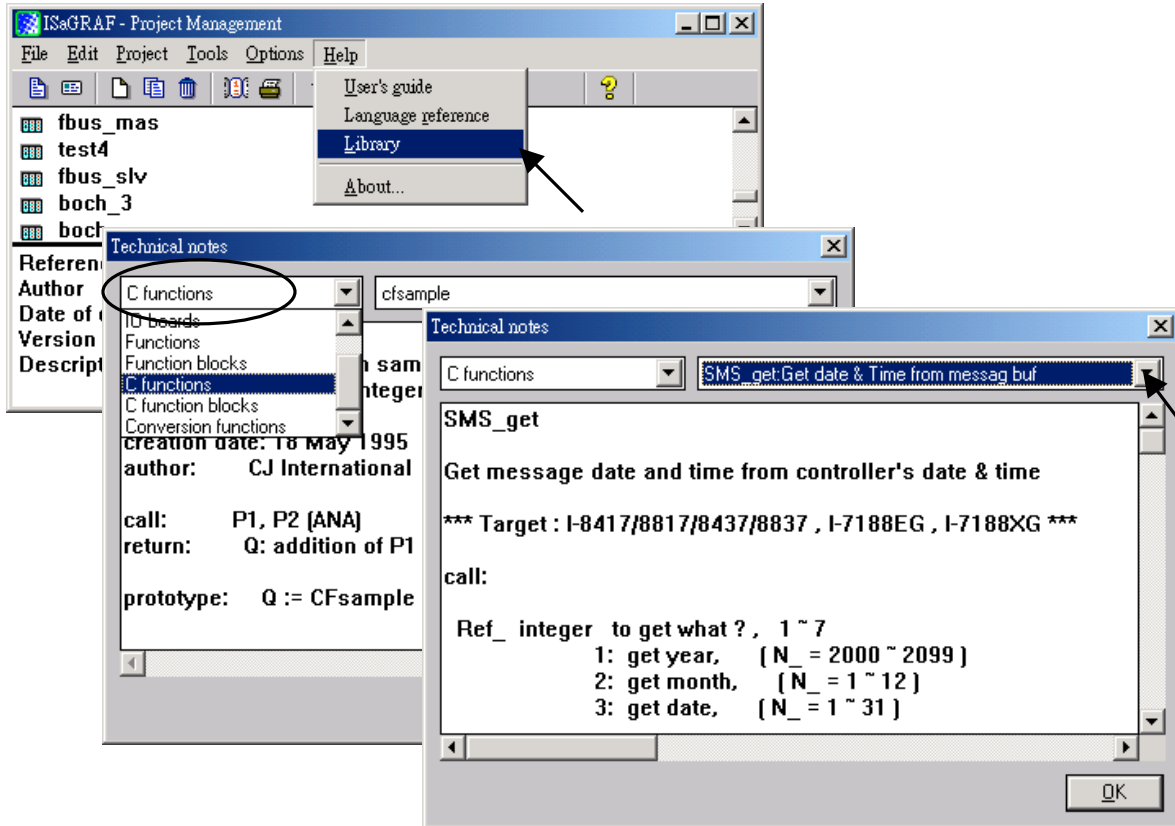 ISaGRAF - Project Management
File Edit Project Tools Options Help
User's guide
Language reference
Library
About...
fbus_mas
test4
fbus_slv
boch_3
boch
Technical notes
C functions
cfsample
IO boards
Functions
Function blocks
C functions
C function blocks
Conversion functions
creation date: 18 May 1995
author: CJ International
call: P1, P2 (ANA)
return: Q: addition of P1
prototype: Q := CFsample
Author
Date of
Version
Technical notes
C functions
SMS_get:Get date & Time from messag buf
SMS_get
Get message date and time from controller's date & time
*** Target : I-8417/8817/8437/8837 , I-7188EG , I-7188XG ***
call:
Ref_ integer to get what ? , 1 ~ 7
1: get year, ( N_ = 2000 ~ 2099 )
2: get month, ( N_ = 1 ~ 12 )
3: get date, ( N_ = 1 ~ 31 )
OK